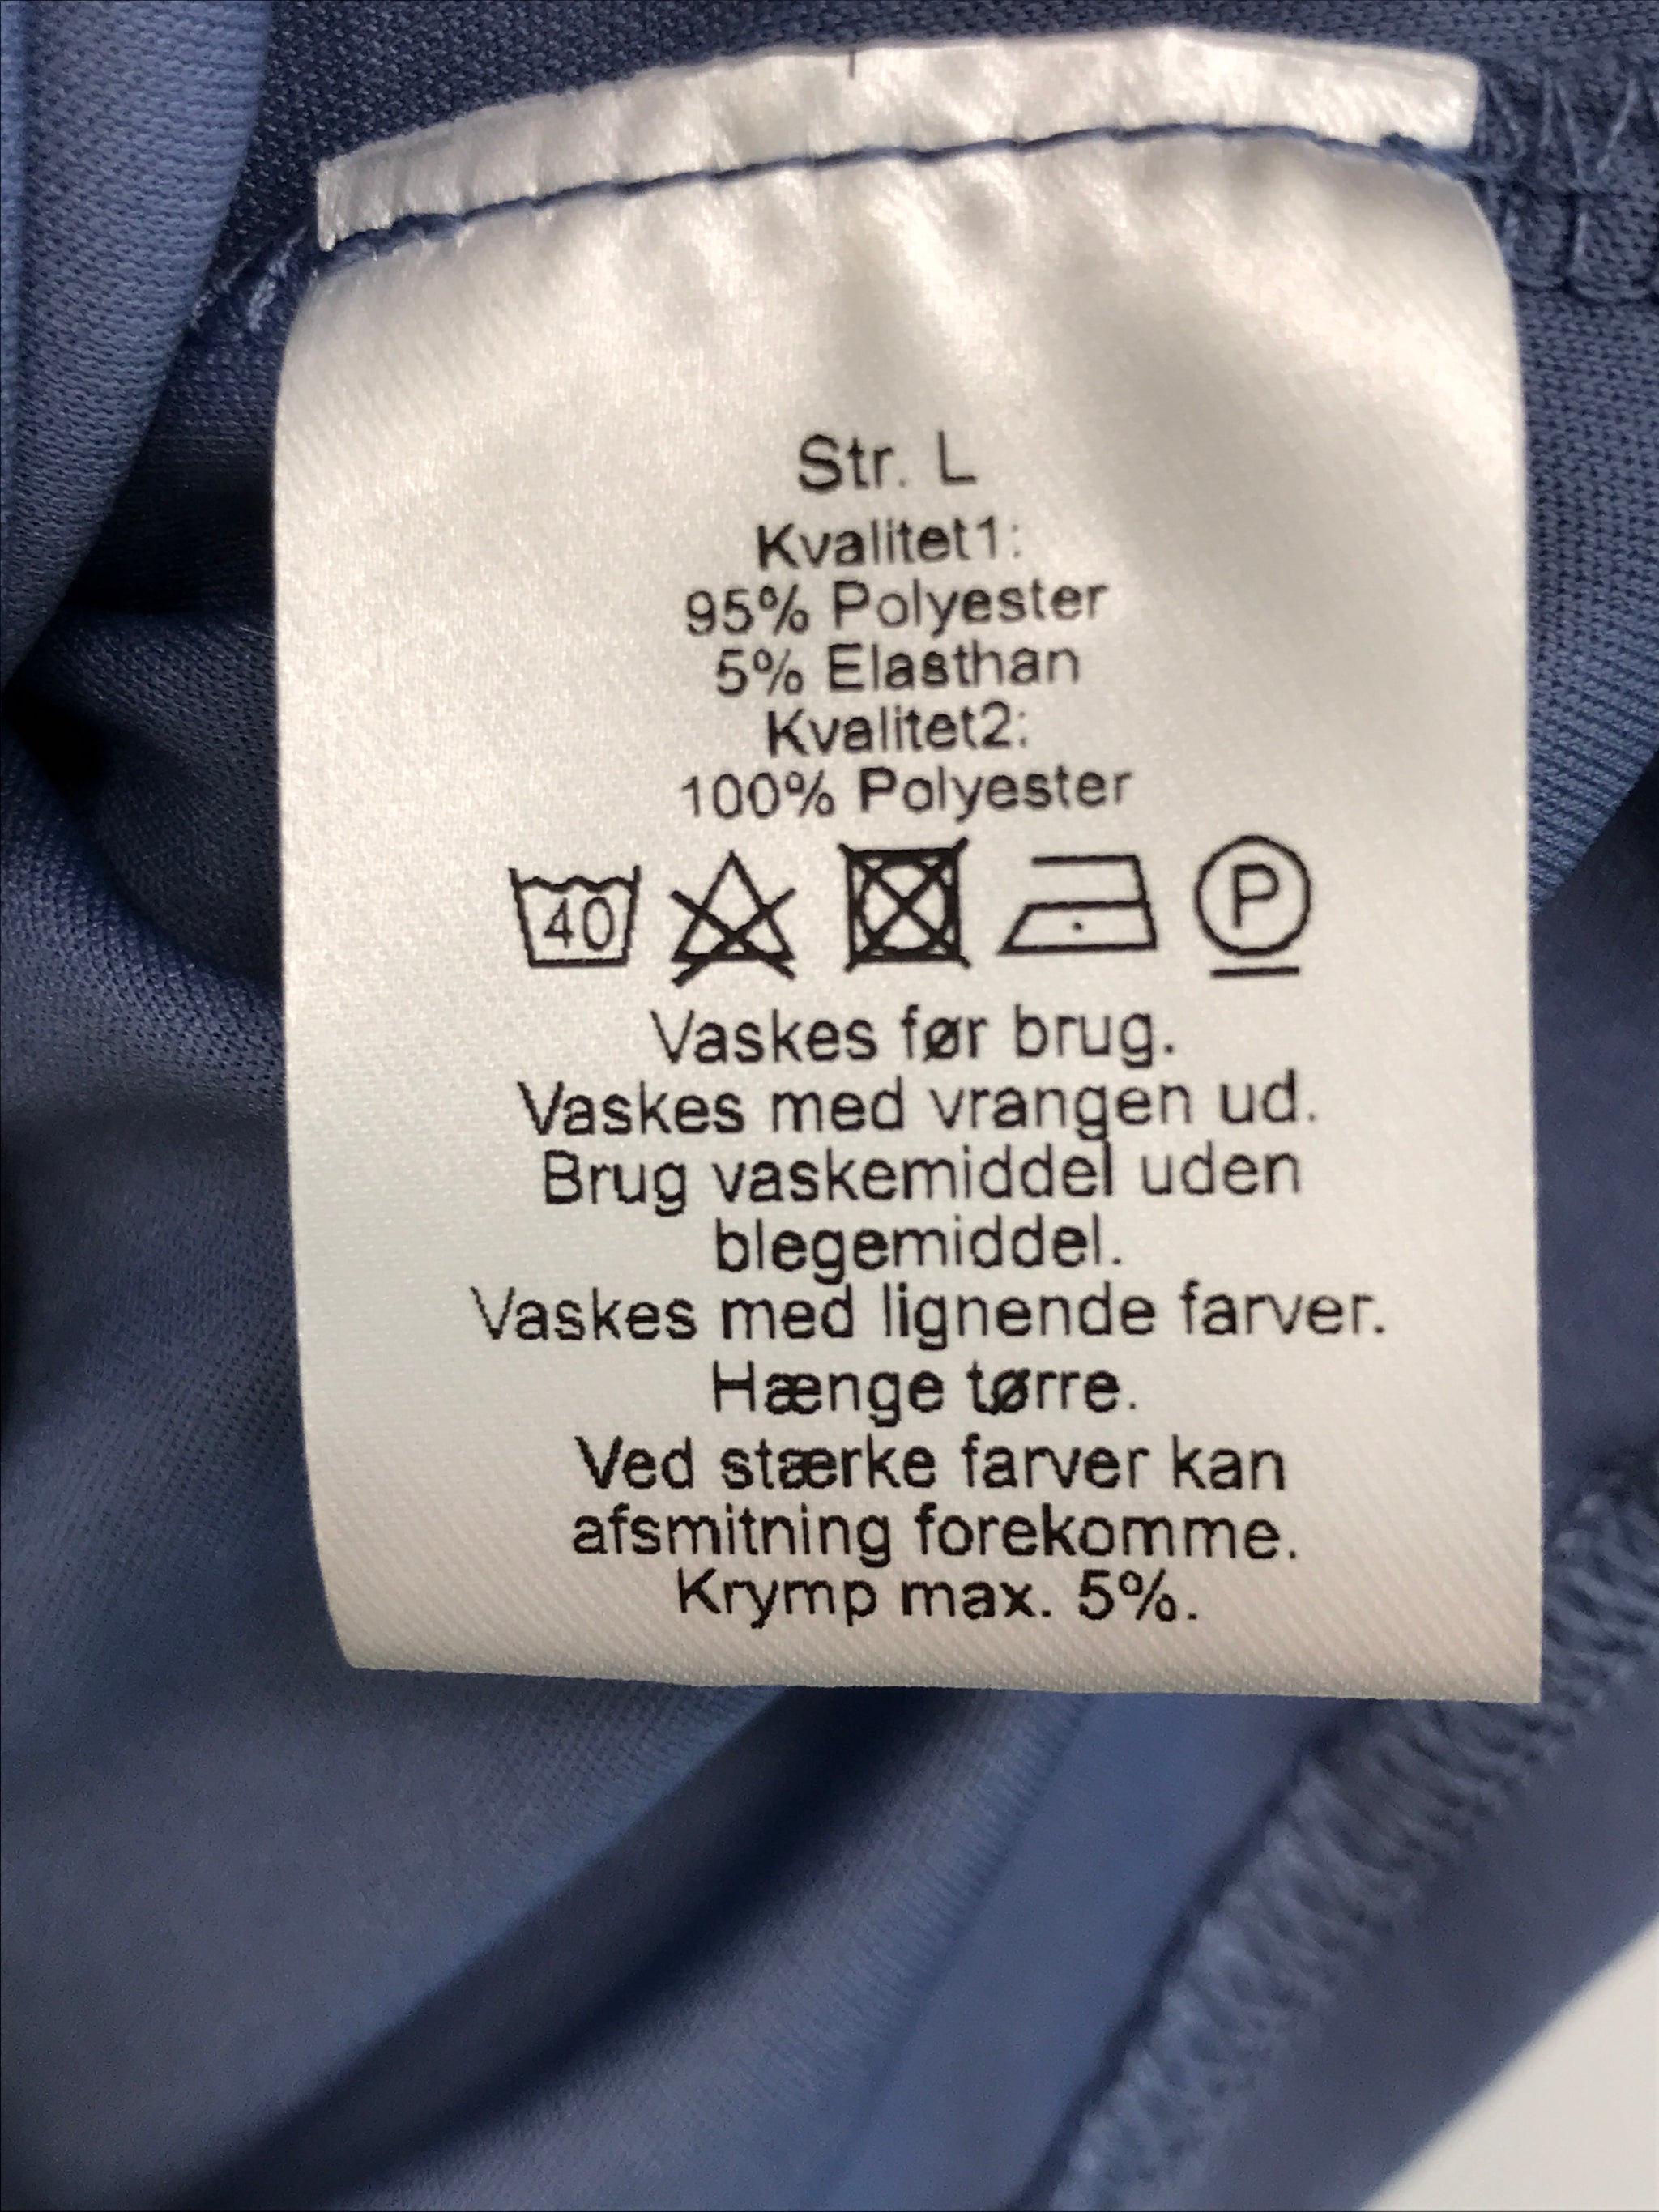 Str. L
Kvalitet1:
95% Polyester
5% Elasthan
Kvalitet2:
100% Polyester
40 P
Vaskes før brug.
Vaskes med vrangen ud.
Brug vaskemiddel uden
blegemiddel.
Vaskes med lignende farver.
Hænge tørre.
Ved stærke farver kan
afsmitning forekomme.
Krymp max. 5%.